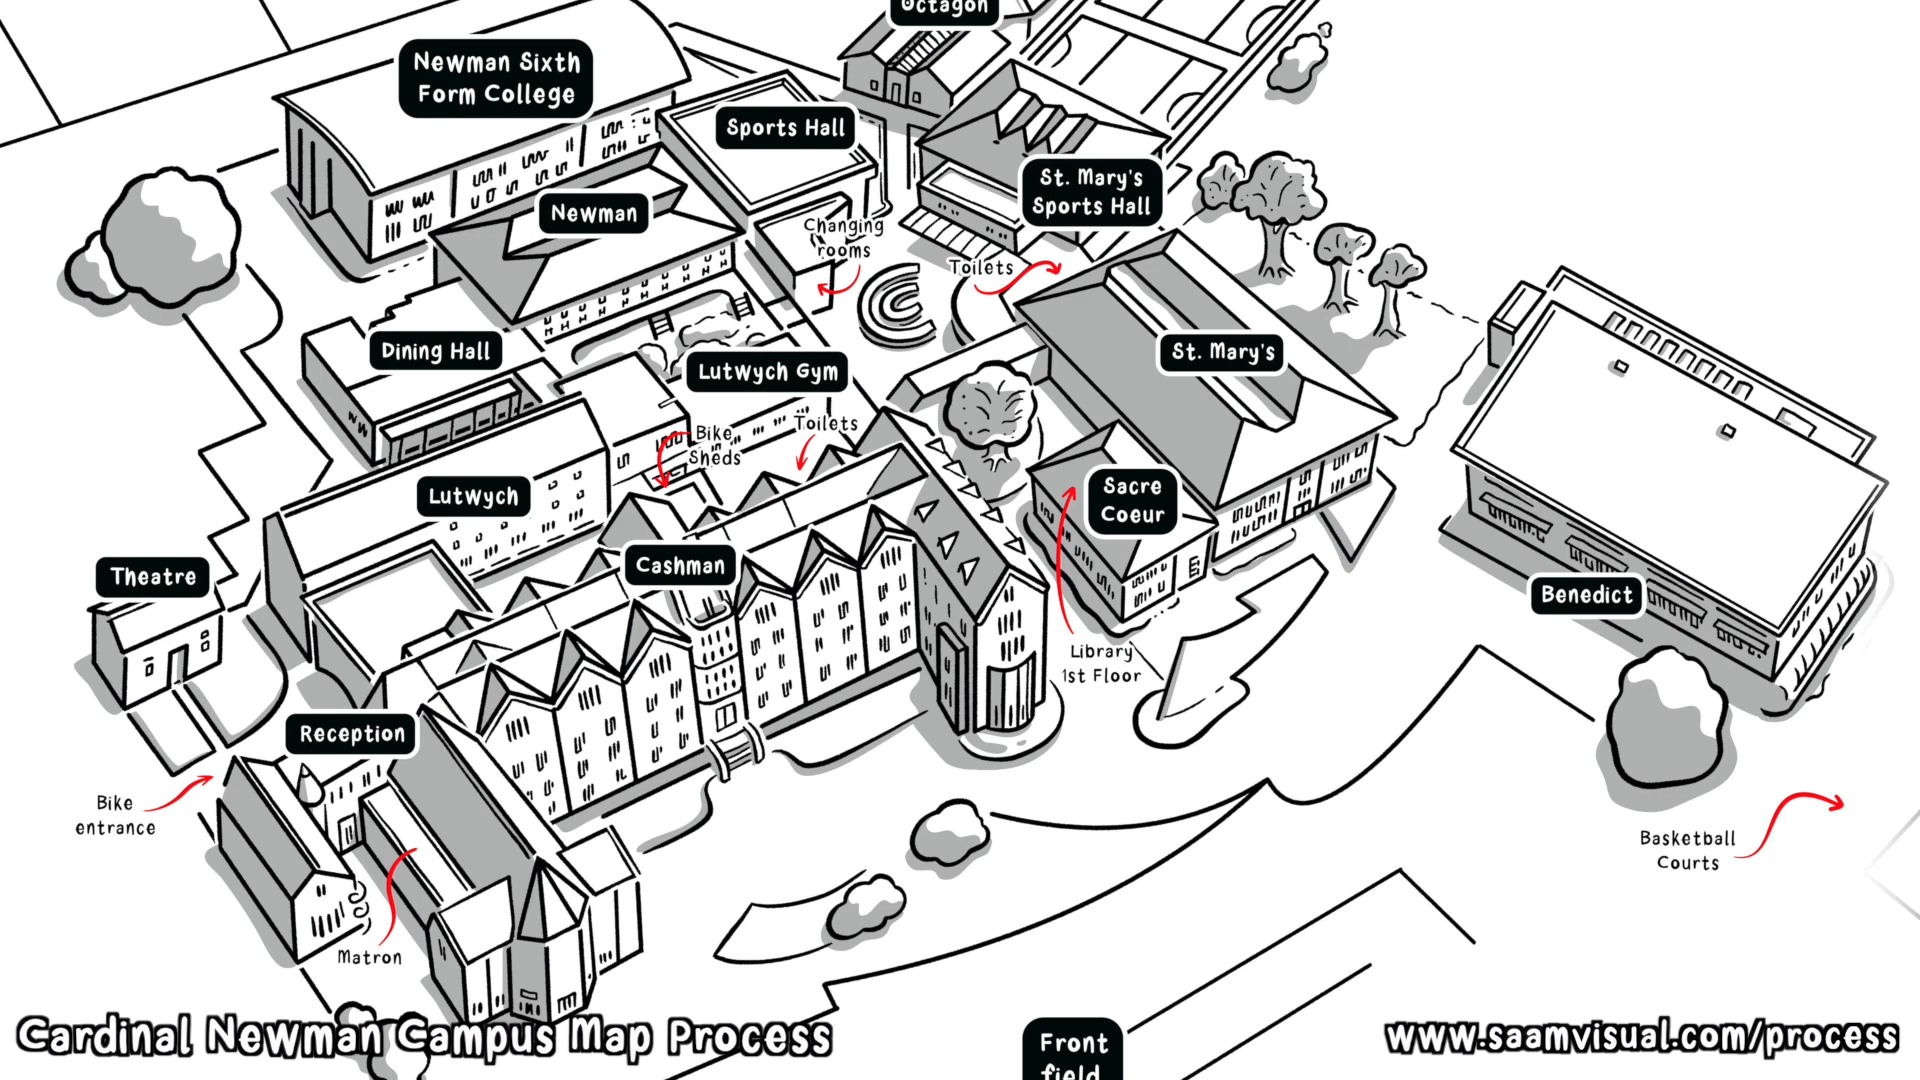 Octagon
Newman Sixth
Form College
Sports Hall
St. Mary's
Sports Hall
Newman
Changing
rooms
Toilets
Dining Hall
Lutwych Gym
St. Mary's
Toilets
Bike
Sheds
Lutwych
Sacre
Coeur
Theatre
Cashman
Benedict
Library
1st Floor
Reception
Bike
entrance
Basketball
Courts
Matron
Cardinal Newman Campus Map Process
www.saamvisual.com/process
Front
field